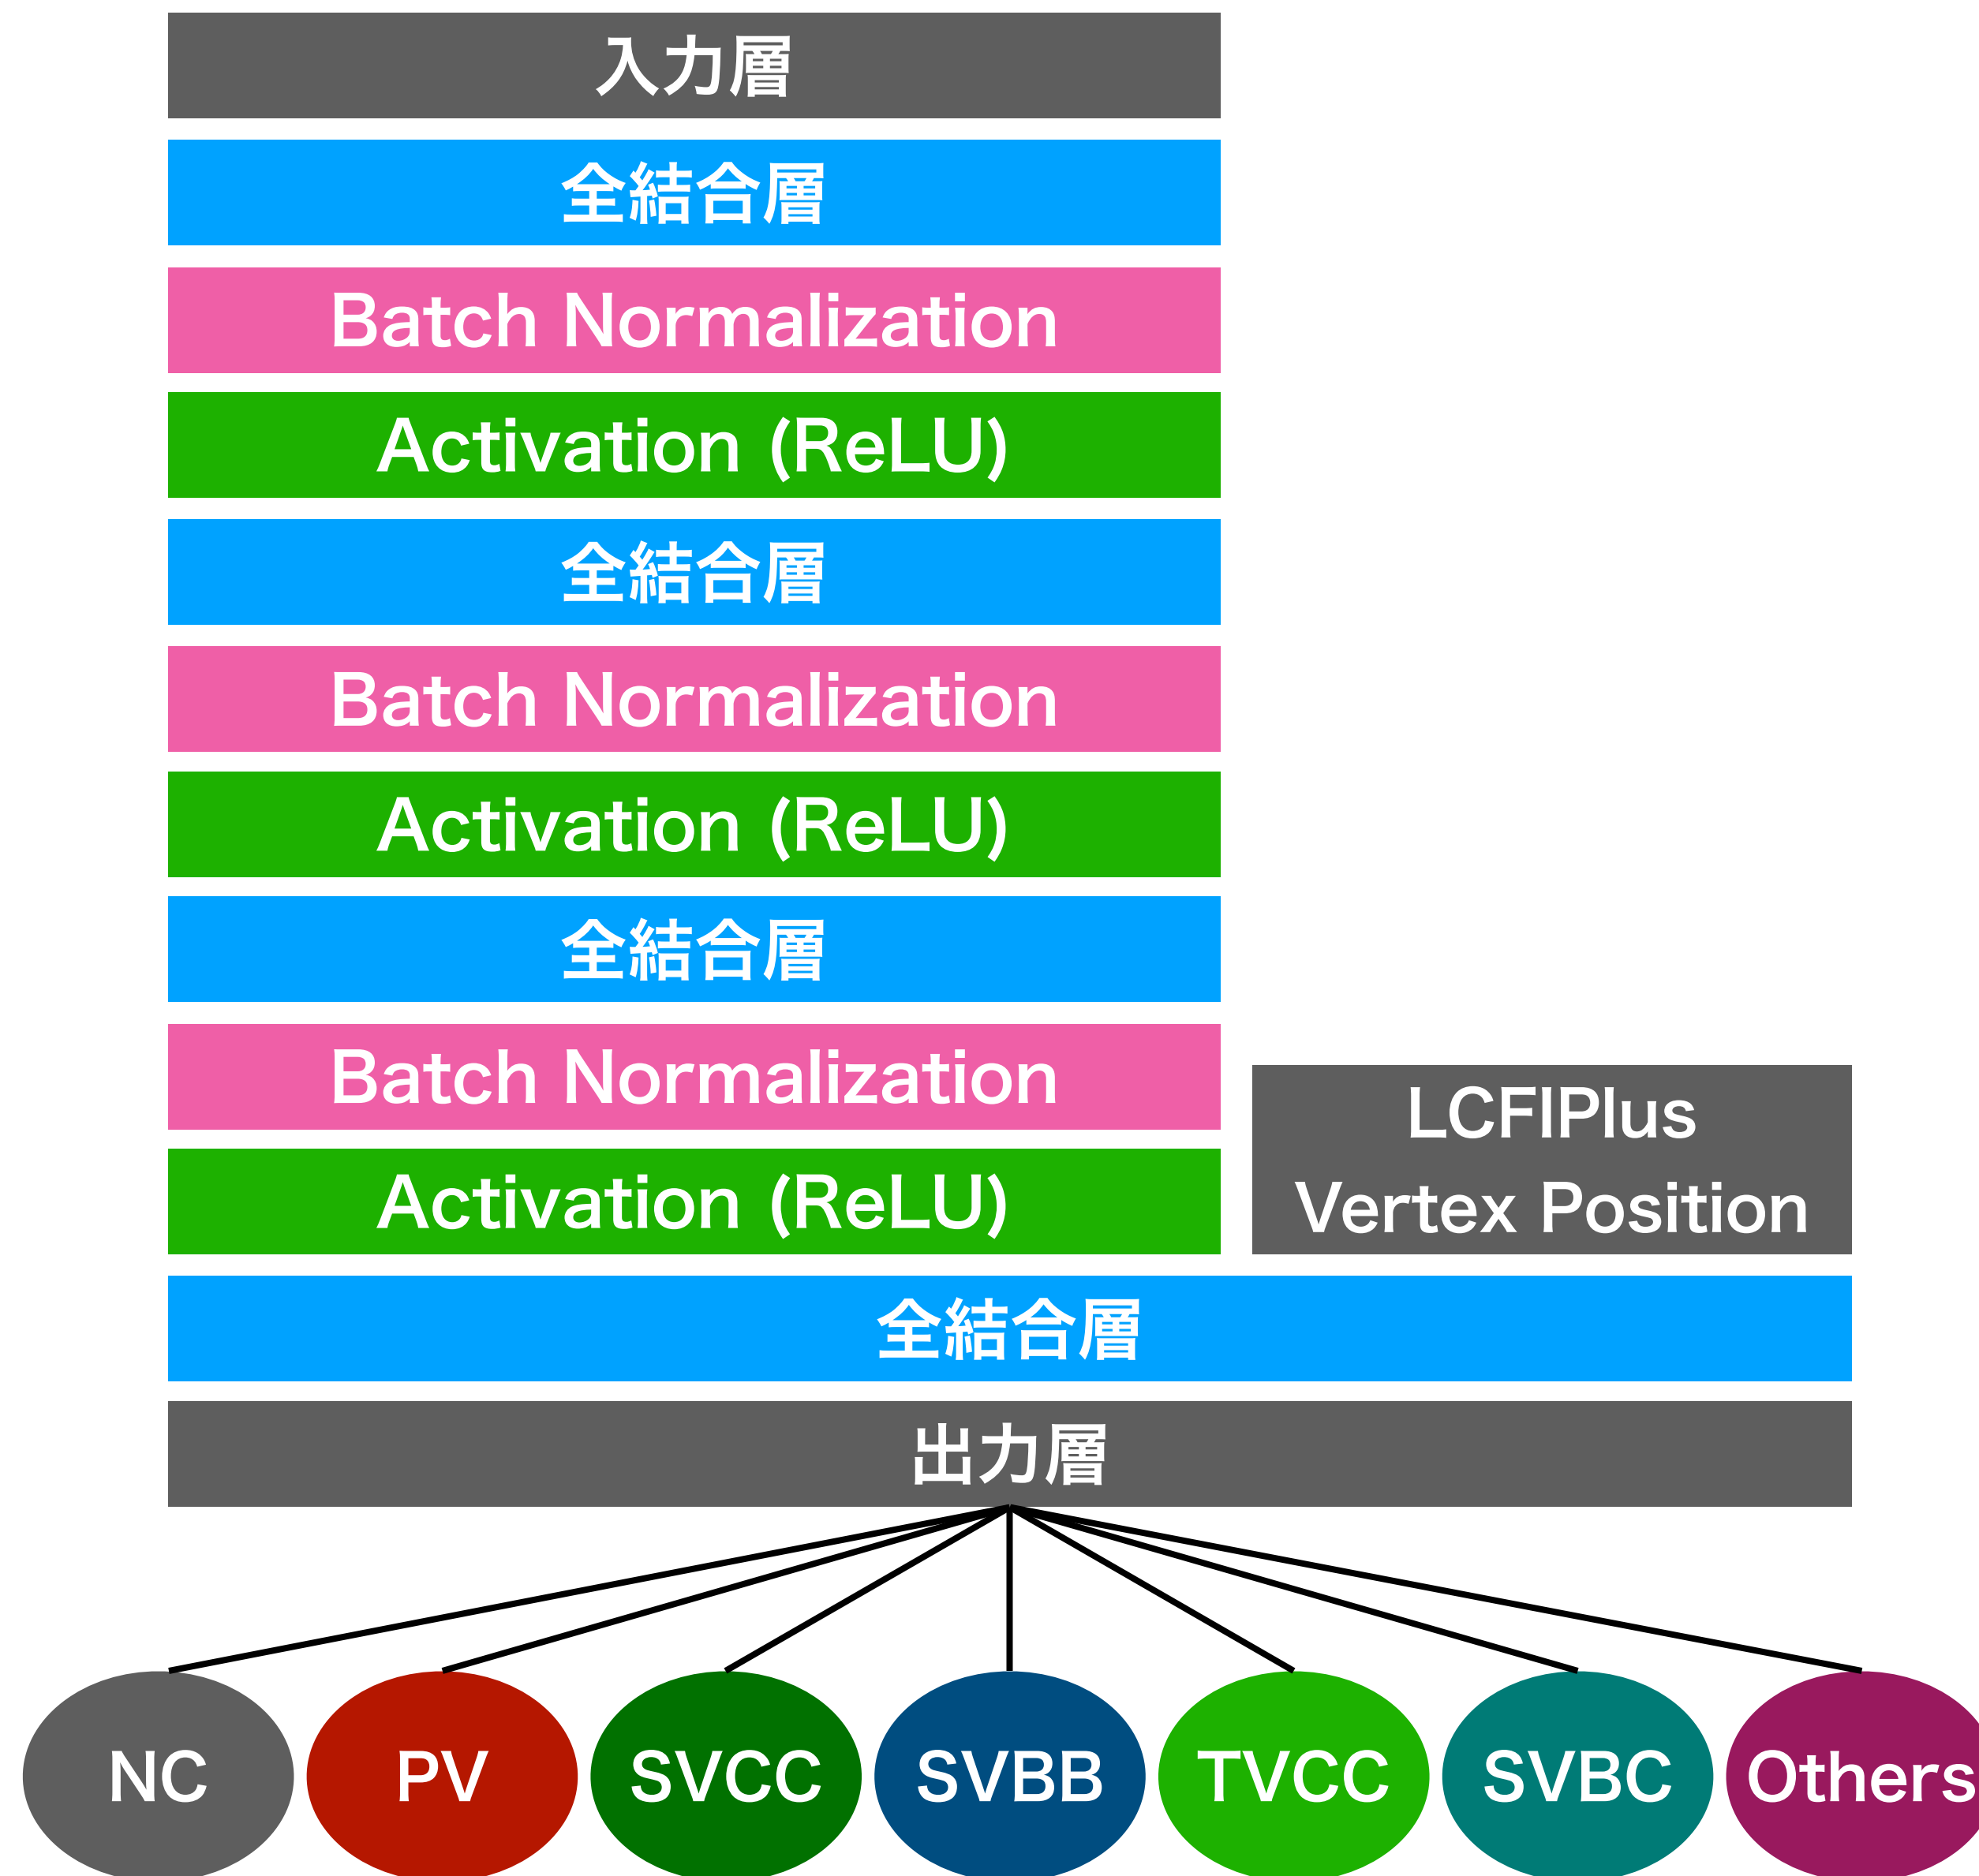 入力層
全結合層
Batch Normalization
Activation (ReLU)
全結合層
Batch Normalization
Activation (ReLU)
全結合層
Batch Normalization
Activation (ReLU)
LCFIPlus
Vertex Position
全結合層
出力層
NC
PV
SVCC
SVBB
TVCC
SVBC
Others